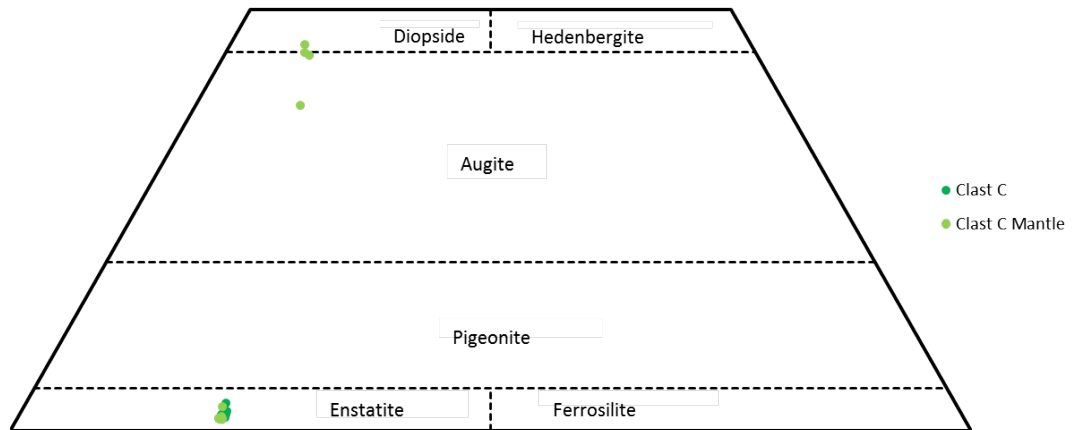 Diopside
Hedenbergite
Augite
Clast C
Clast C Mantle
Pigeonite
Enstatite
Ferrosilite